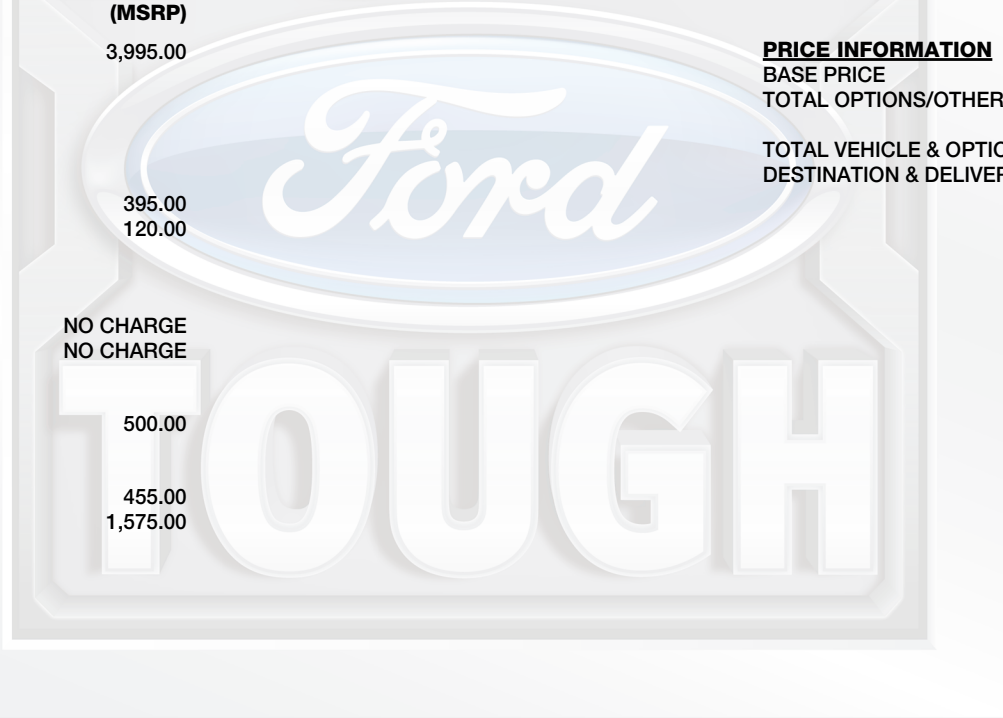 (MSRP)
3,995.00
395.00
120.00
NO CHARGE
NO CHARGE
500.00
455.00
1,575.00
PRICE INFORMATION
BASE PRICE
TOTAL OPTIONS/OTHER
TOTAL VEHICLE & OPTIO
DESTINATION & DELIVER
Ford
TOUGH